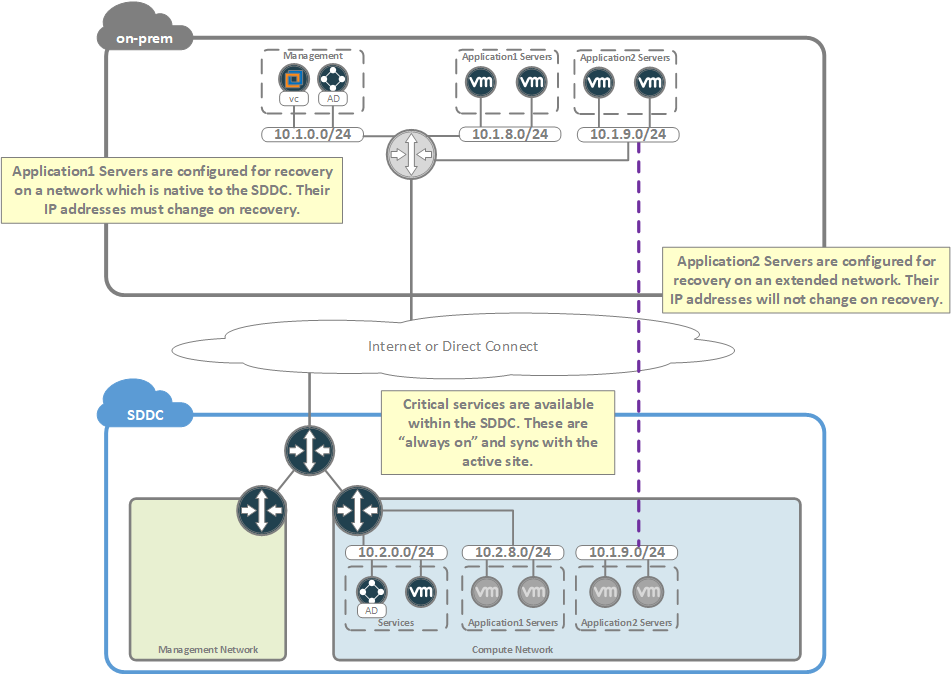 on-prem
Management
Application1 Servers
Application2 Servers
vm
vm
vm
vm
vc
AD
10.1.0.0/24
10.1.8.0/24
10.1.9.0/24
Application1 Servers are configured for recovery
on a network which is native to the SDDC. Their
IP addresses must change on recovery.
Application2 Servers are configured for
recovery on an extended network. Their
IP addresses will not change on recovery.
Internet or Direct Connect
SDDC
Critical services are available
within the SDDC. These are
“always on” and sync with the
active site.
10.2.0.0/24
10.2.8.0/24
10.1.9.0/24
vm
vm
vm
vm
vm
AD
Services
Application1 Servers
Application2 Servers
Management Network
Compute Network